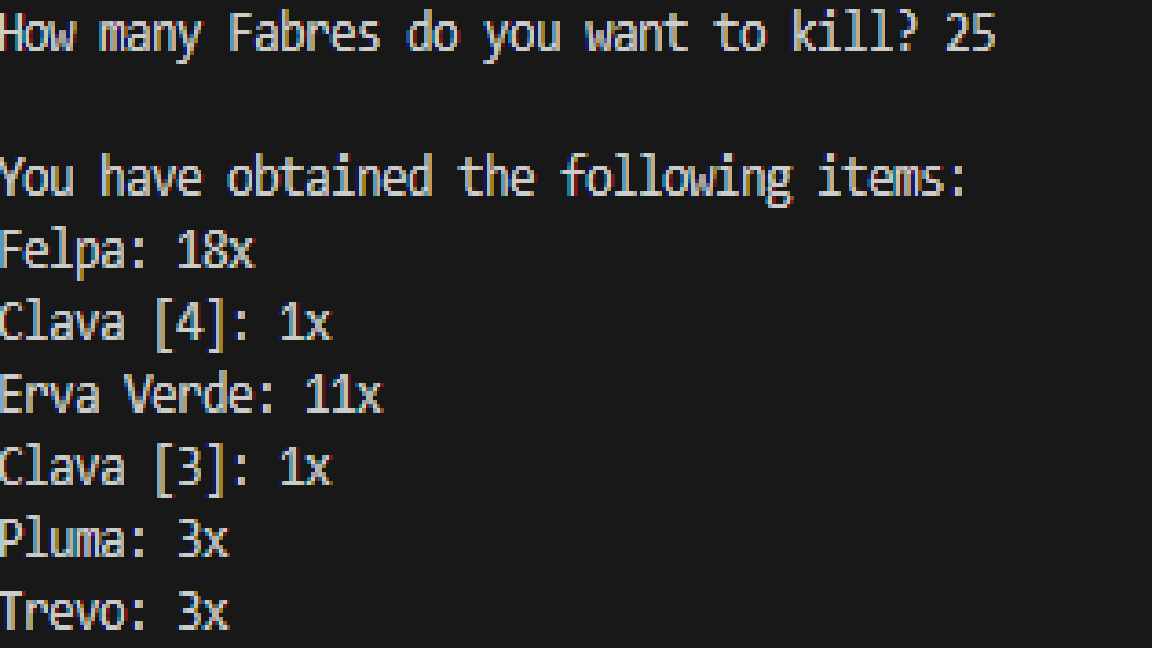 How many Fabres do you want to kill? 25
You have obtained the following items:
Felpa: 18x
Clava [4]: 1x
Erva Verde: 11x
Clava [3]: 1x
Pluma: 3x
Trevo: 3x